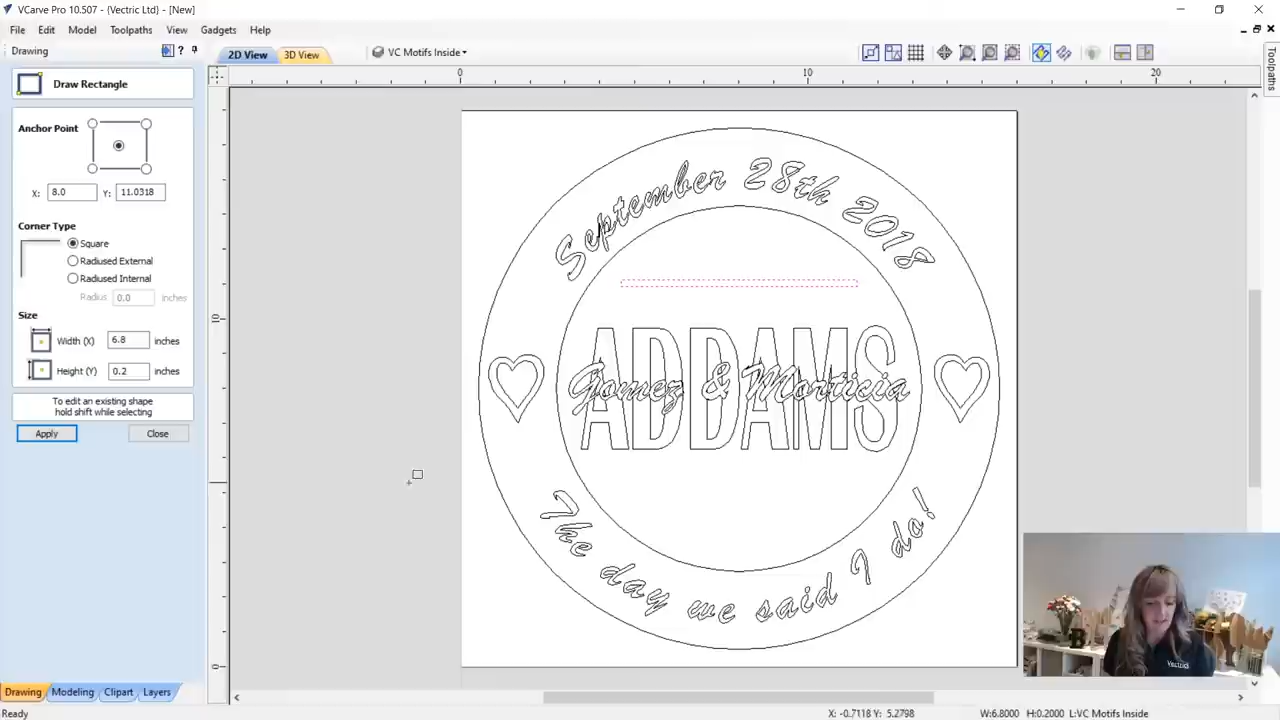 VCarve Pro 10.507 - {Vectric Ltd} - [New]
File Edit Model Toolpaths View Gadgets Help
Drawing
2D View 3D View VC Motifs Inside
Draw Rectangle
Anchor Point
X: 8.0 Y: 11.0318
Corner Type
Square
Radiused External
Radiused Internal
Radius 0.0 inches
Size
Width (X) 6.8 inches
Height (Y) 0.2 inches
To edit an existing shape
hold shift while selecting
Apply Close
Drawing Modeling Clipart Layers
Ready
0 10 20
10
0
September 28th 2018
ADDAMS
Gomez & Morticia
The day we said I do!
Toolpaths
Vectric
X: -0.7118 Y: 5.2798 W:6.8000 H:0.2000 L:VC Motifs Inside